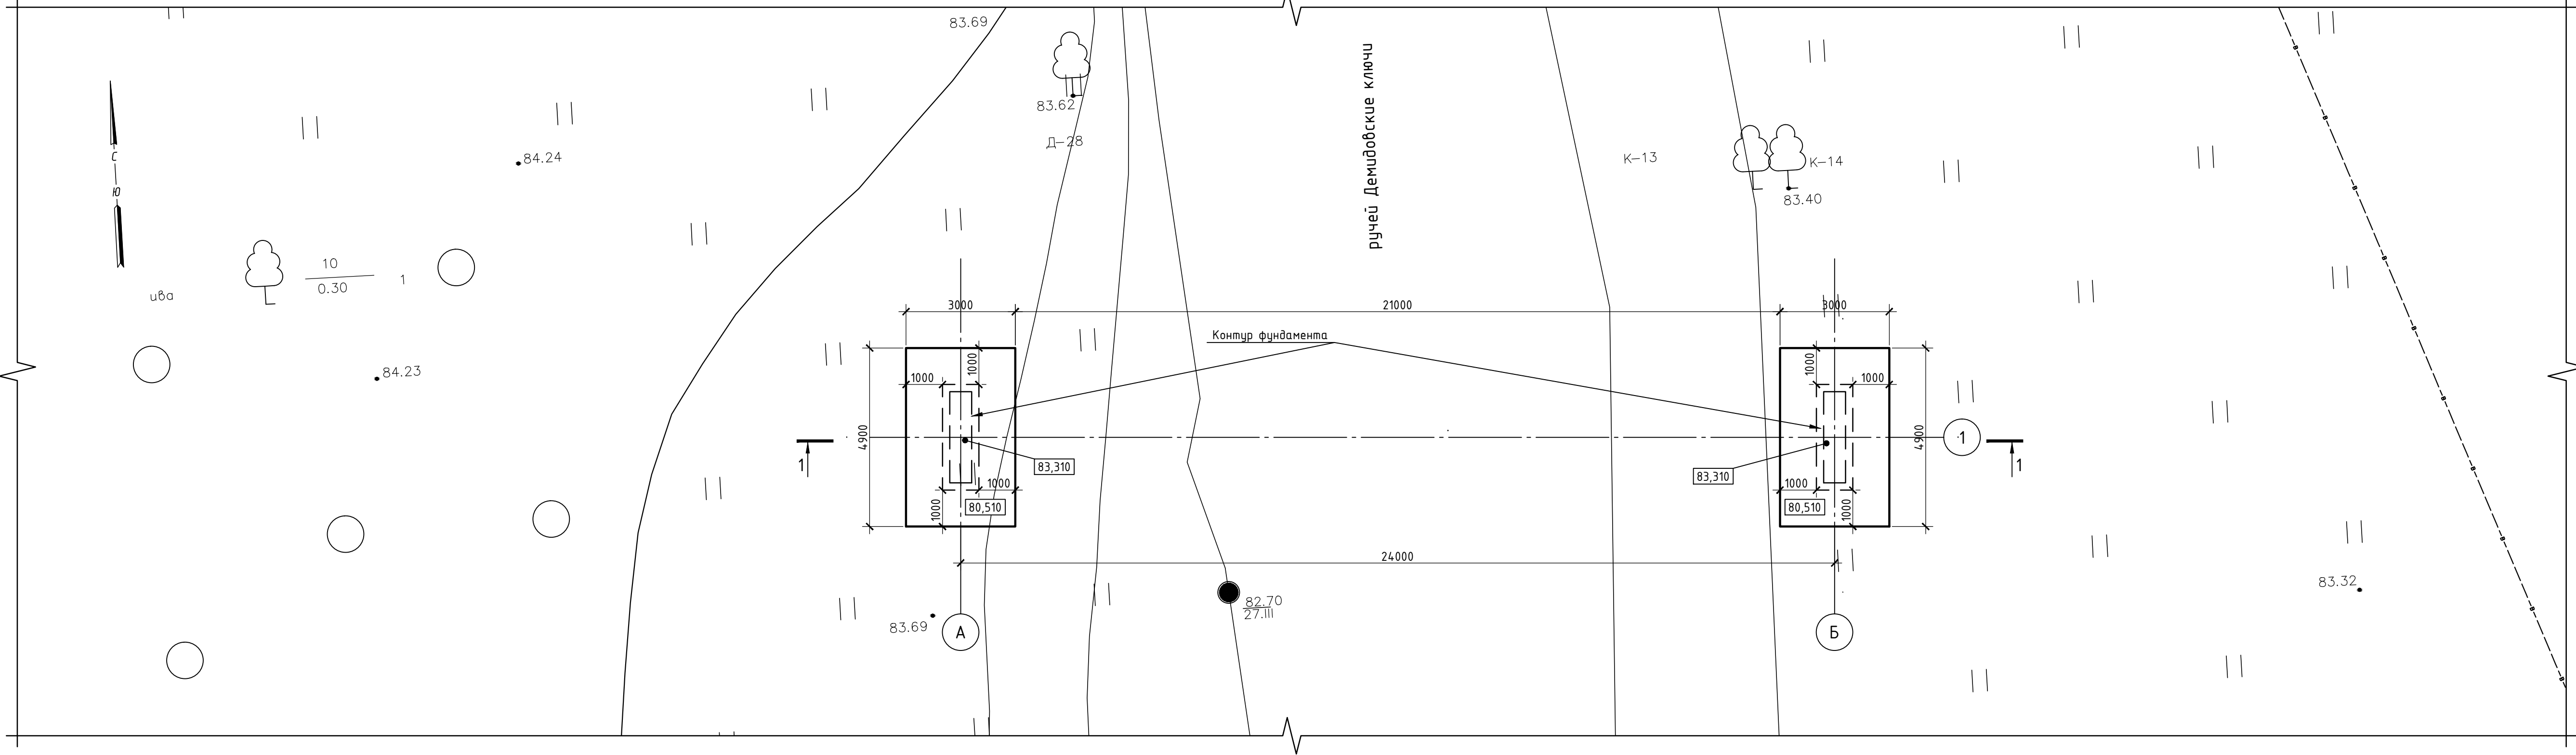 83.69
83.62
Д-28
ручей Демидовские ключи
К-13
К-14
83.40
С
Ю
84.24
ива
10
0.30
1
84.23
3000
21000
3000
Контур фундамента
1000
1000
1000
1000
4900
4900
1
1
1
83,310
83,310
1000
1000
80,510
80,510
1000
1000
24000
83.69
А
82.70
27.III
Б
83.32